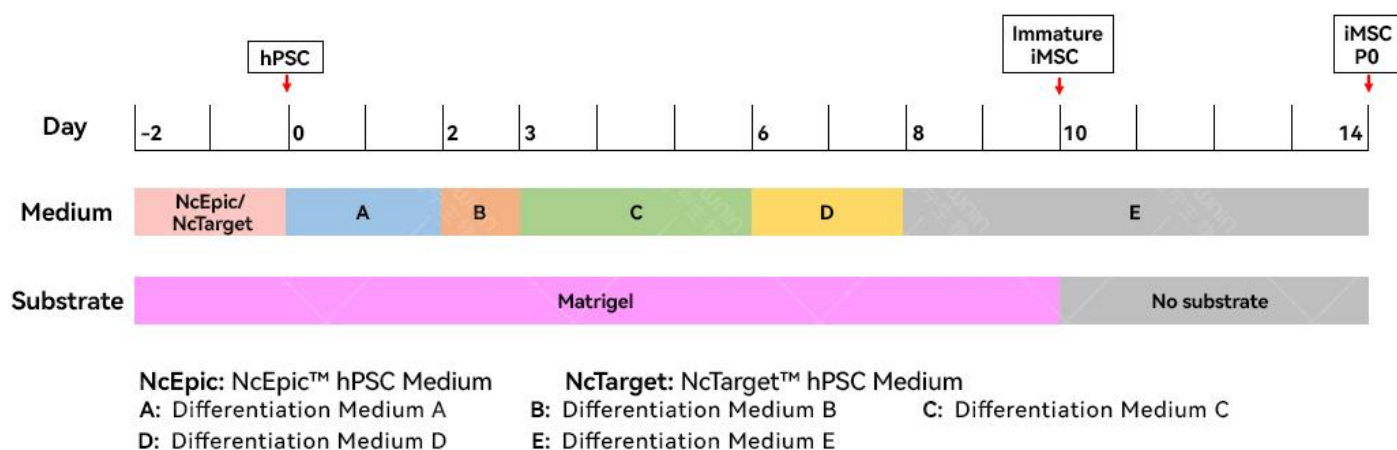 hPSC
Immature
iMSC
iMSC
P0
Day
-2 0 2 3 6 8 10 14
Medium
NcEpic/
NcTarget
A B C D E
Substrate
Matrigel No substrate
NcEpic: NcEpic™ hPSC Medium NcTarget: NcTarget™ hPSC Medium
A: Differentiation Medium A B: Differentiation Medium B C: Differentiation Medium C
D: Differentiation Medium D E: Differentiation Medium E